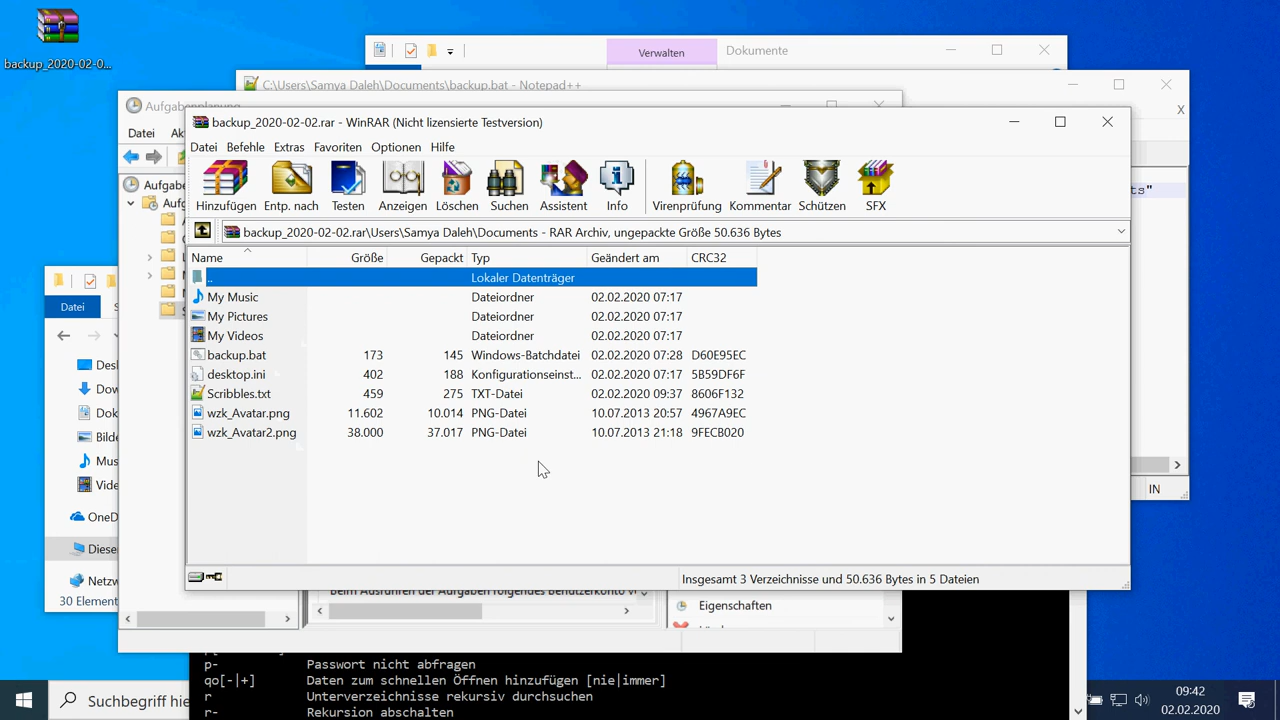 backup_2020-02-0...
Verwalten
Dokumente
C:\Users\Samya Daleh\Documents\backup.bat - Notepad++
X
Aufgabenplanung
Datei
backup_2020-02-02.rar - WinRAR (Nicht lizensierte Testversion)
Datei Befehle Extras Favoriten Optionen Hilfe
Hinzufügen Entp. nach Testen Anzeigen Löschen Suchen Assistent Info Virenprüfung Kommentar Schützen SFX
backup_2020-02-02.rar\Users\Samya Daleh\Documents - RAR Archiv, ungepackte Größe 50.636 Bytes
Name Größe Gepackt Typ Geändert am CRC32
.. Lokaler Datenträger
My Music Dateiordner 02.02.2020 07:17
My Pictures Dateiordner 02.02.2020 07:17
My Videos Dateiordner 02.02.2020 07:17
backup.bat 173 145 Windows-Batchdatei 02.02.2020 07:28 D60E95EC
desktop.ini 402 188 Konfigurationseinst... 02.02.2020 07:17 5B59DF6F
Scribbles.txt 459 275 TXT-Datei 02.02.2020 09:37 8606F132
wzk_Avatar.png 11.602 10.014 PNG-Datei 10.07.2013 20:57 4967A9EC
wzk_Avatar2.png 38.000 37.017 PNG-Datei 10.07.2013 21:18 9FECB020
Insgesamt 3 Verzeichnisse und 50.636 Bytes in 5 Dateien
ts"
IN
Datei
Desk
Dow
Dok
Bilde
Mus
Vide
OneD
Diese
Netzw
30 Element
Beim Ausführen der Aufgaben folgendes Benutzerkonto v
Eigenschaften
p- Passwort nicht abfragen
qo[-|+] Daten zum schnellen Öffnen hinzufügen [nie|immer]
r Unterverzeichnisse rekursiv durchsuchen
r- Rekursion abschalten
Suchbegriff hie
09:42
02.02.2020